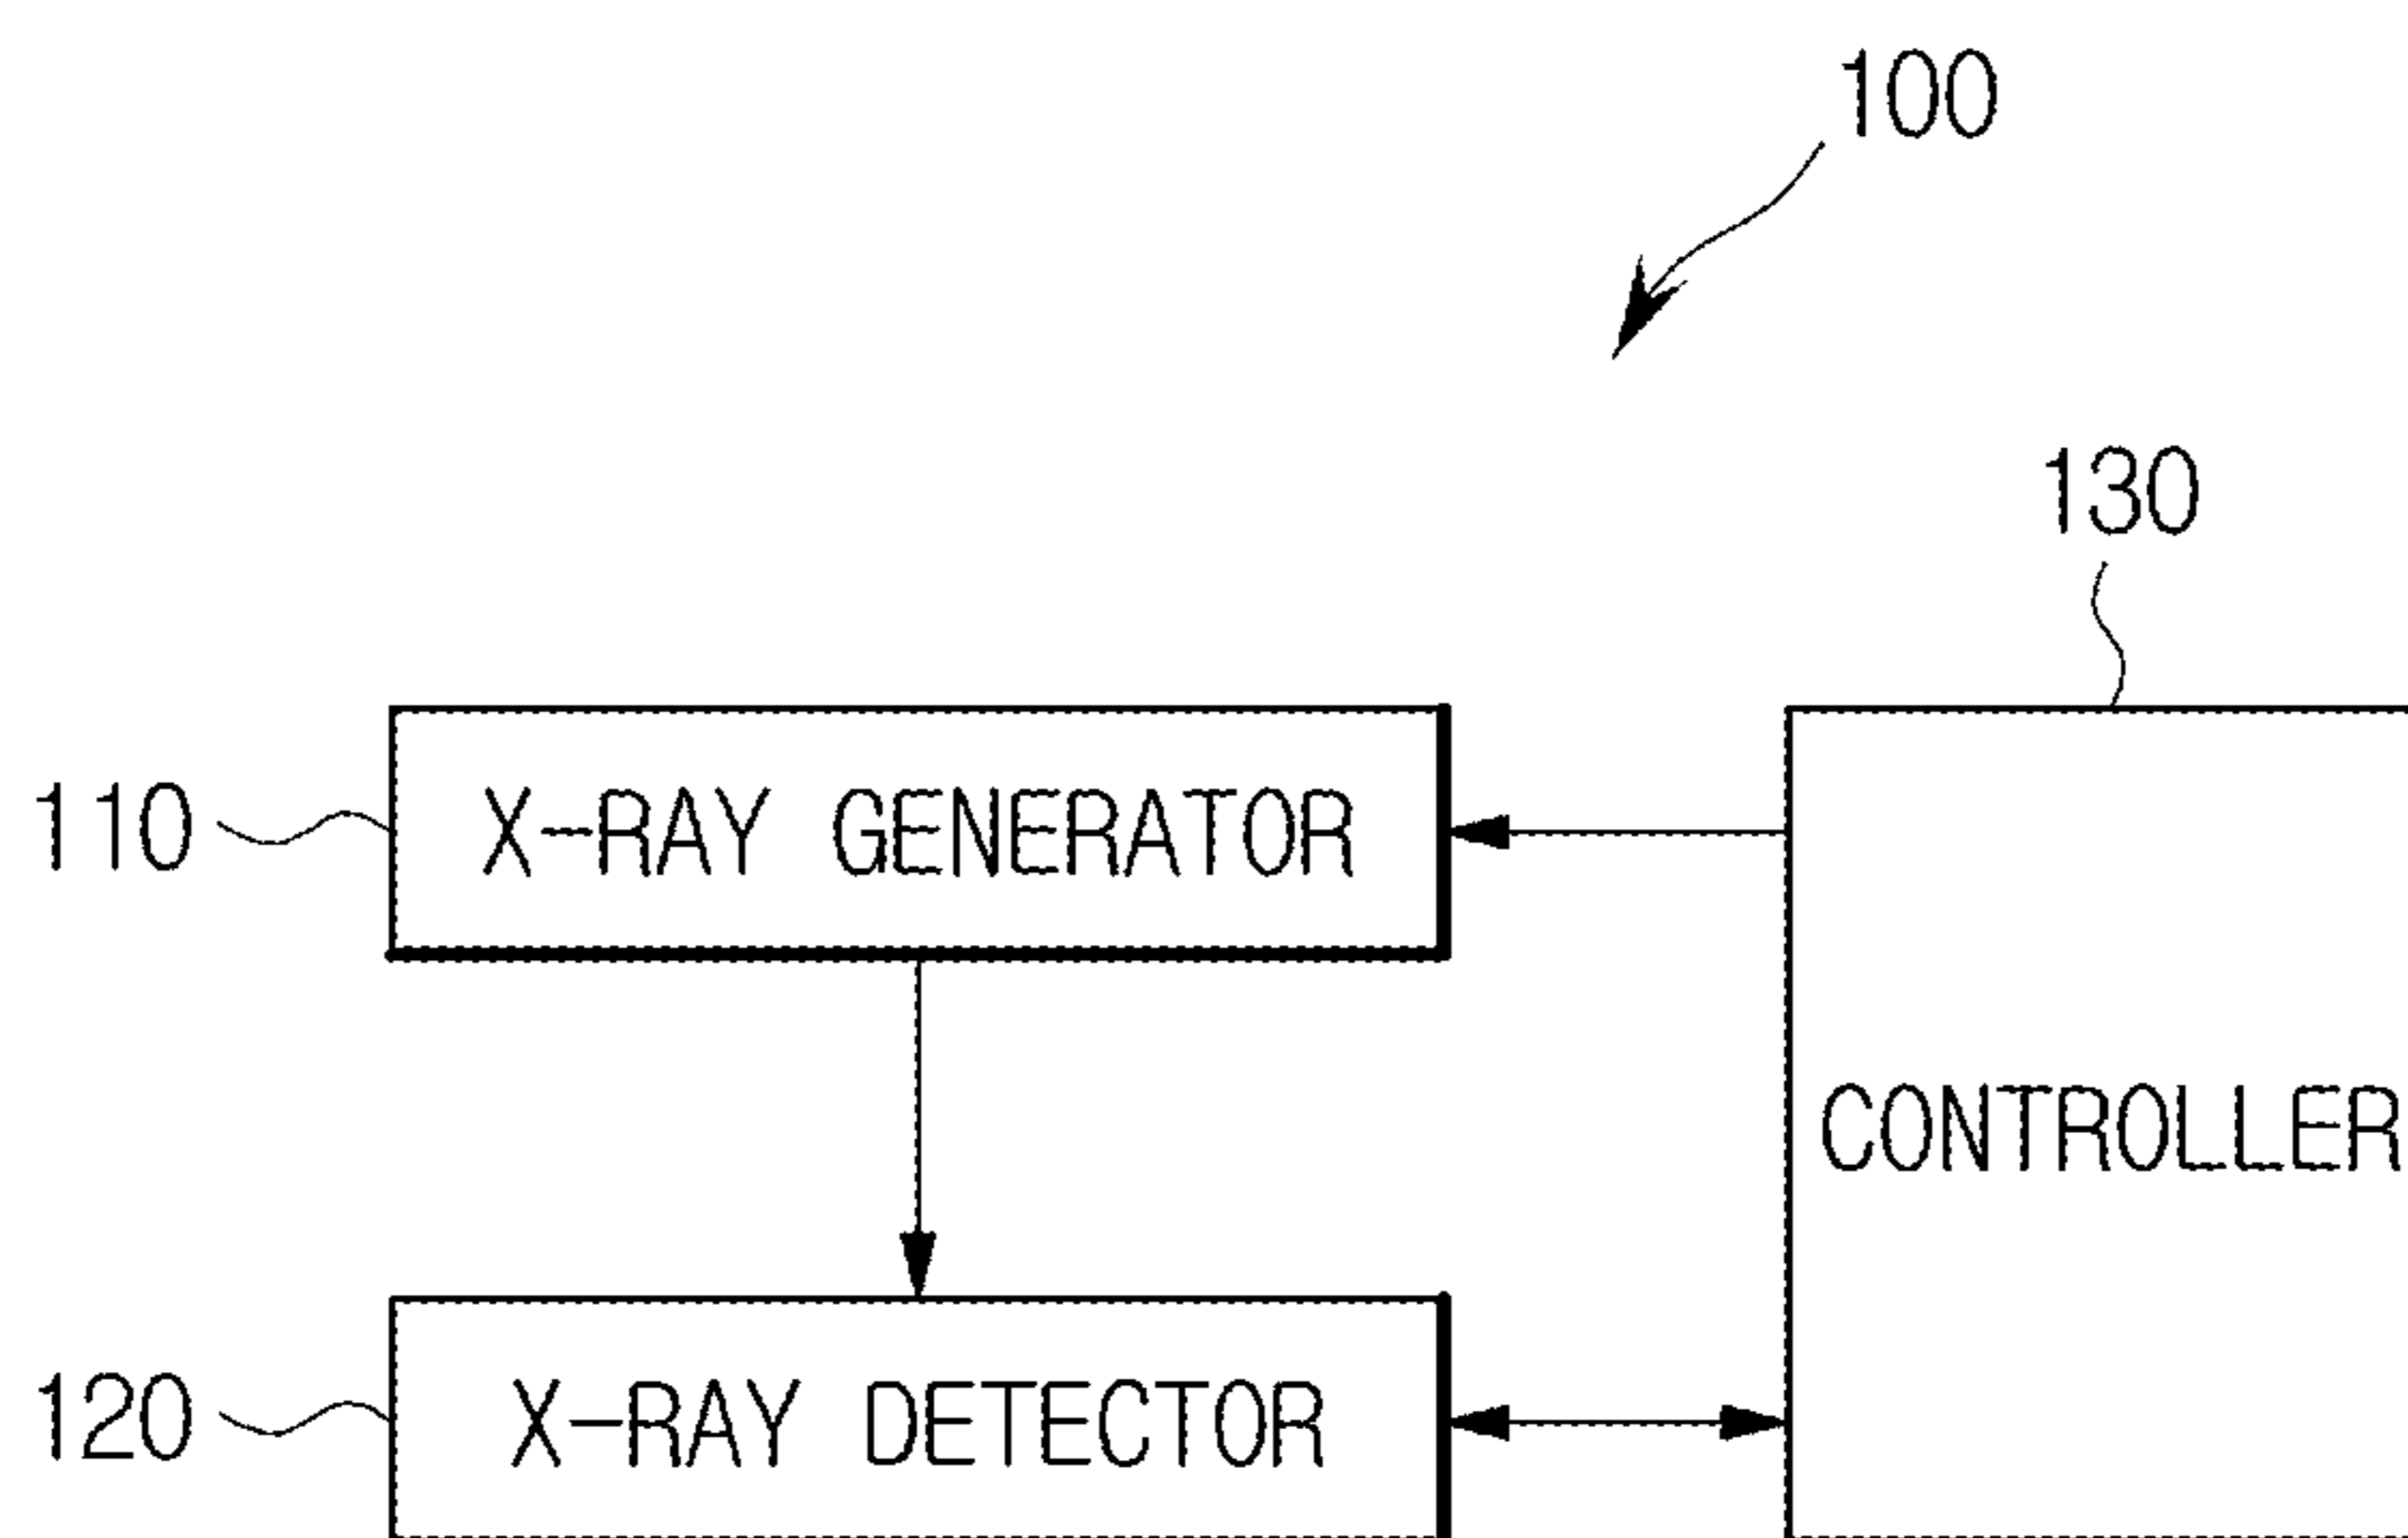 100
130
110
X-RAY GENERATOR
CONTROLLER
120
X-RAY DETECTOR